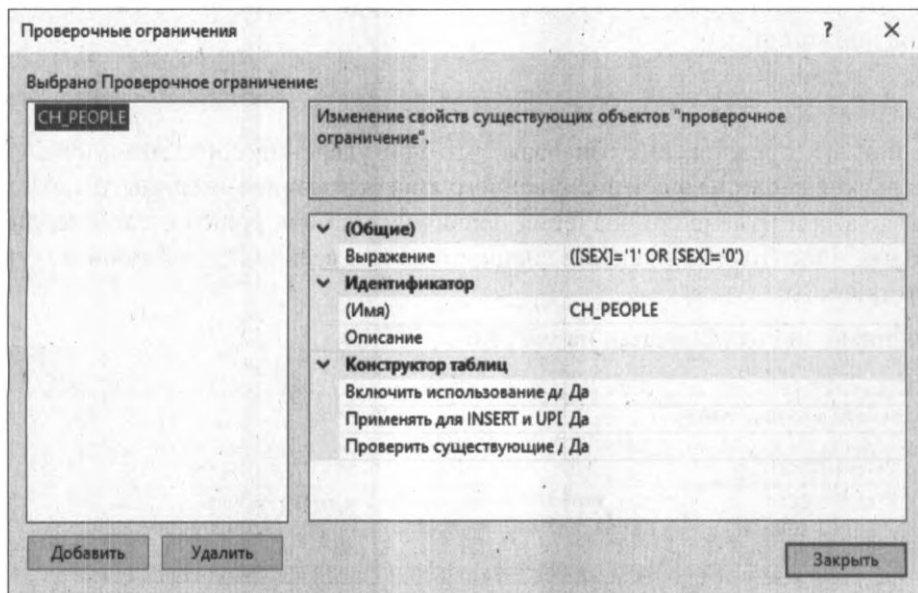 Проверочные ограничения
?
×
Выбрано Проверочное ограничение:
CH_PEOPLE
Изменение свойств существующих объектов "проверочное
ограничение".
(Общие)
Выражение ([SEX]='1' OR [SEX]='0')
Идентификатор
(Имя) CH_PEOPLE
Описание
Конструктор таблиц
Включить использование дл Да
Применять для INSERT и UPD Да
Проверить существующие д Да
Добавить
Удалить
Закрыть